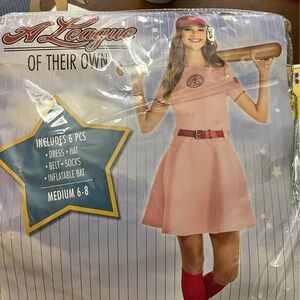 A League
OF THEIR OWN
INCLUDES 6 PCS
• DRESS • HAT
• BELT • SOCKS
• INFLATABLE BAT
MEDIUM 6-8